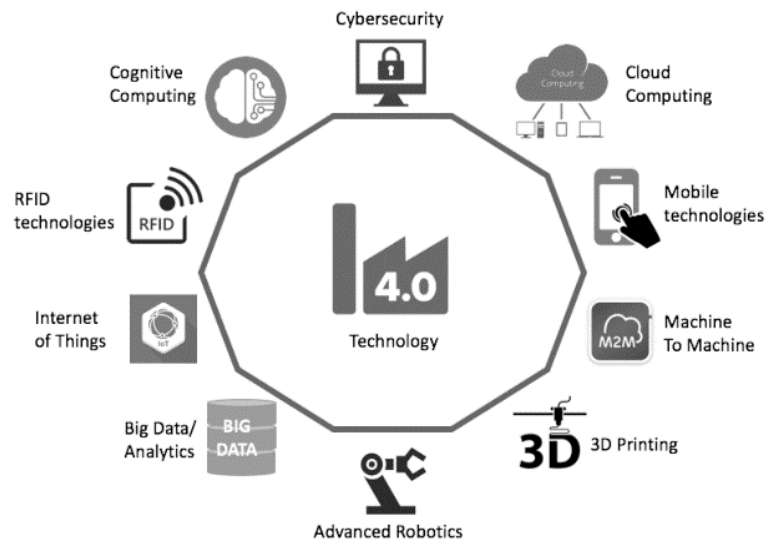 Cybersecurity
Cognitive
Computing
Cloud
Computing
Cloud
Computing
RFID
technologies
RFID
Mobile
technologies
4.0
Technology
Internet
of Things
IoT
M2M
Machine
To Machine
Big Data/
Analytics
BIG
DATA
3D
3D Printing
Advanced Robotics